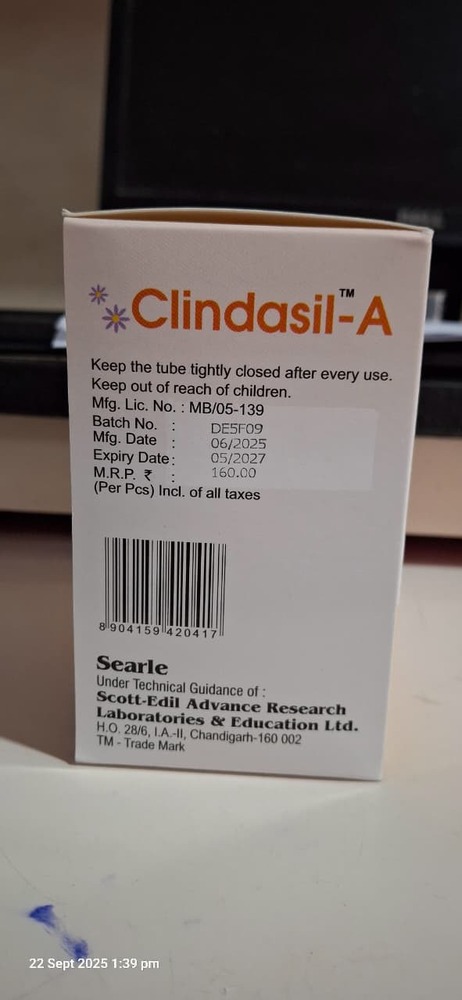 Clindasil-A
TM
Keep the tube tightly closed after every use.
Keep out of reach of children.
Mfg. Lic. No. : MB/05-139
Batch No. : DE5F09
Mfg. Date : 06/2025
Expiry Date : 05/2027
M.R.P. ₹ : 160.00
(Per Pcs) Incl. of all taxes
8 904159 420417
Searle
Under Technical Guidance of :
Scott-Edil Advance Research
Laboratories & Education Ltd.
H.O. 28/6, I.A.-II, Chandigarh-160 002
TM - Trade Mark
22 Sept 2025 1:39 pm